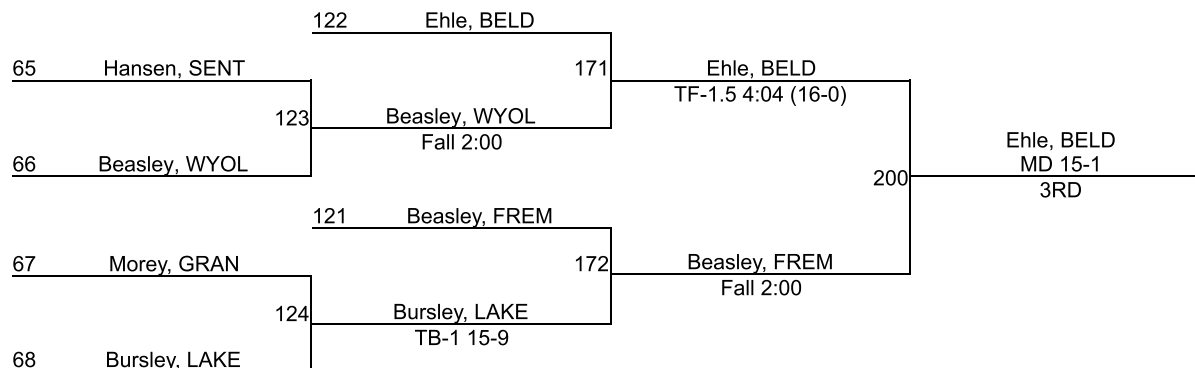 122 Ehle, BELD
65 Hansen, SENT
171 Ehle, BELD
TF-1.5 4:04 (16-0)
123 Beasley, WYOL
Fall 2:00
Ehle, BELD
66 Beasley, WYOL
MD 15-1
200
3RD
121 Beasley, FREM
67 Morey, GRAN
172 Beasley, FREM
Fall 2:00
124 Bursley, LAKE
TB-1 15-9
68 Bursley, LAKE